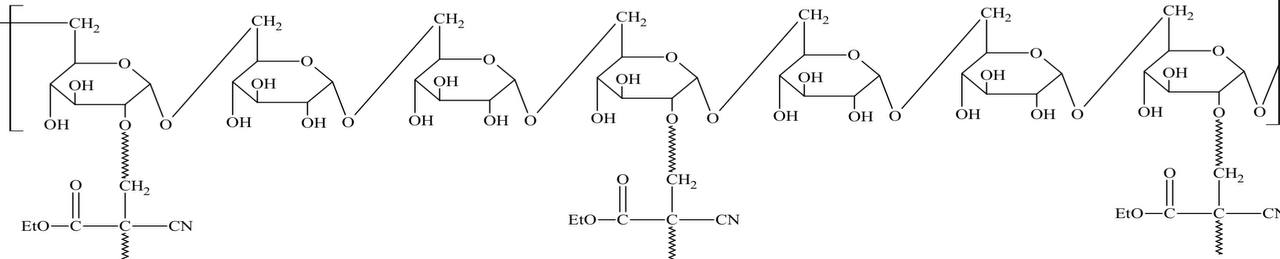 CH2 CH2 CH2 CH2 CH2 CH2 CH2
O O O O O O O
OH OH OH OH OH OH OH
OH O O OH OH O OH OH O OH O O OH OH O OH OH O OH O O
O CH2 O CH2 O CH2
EtO C C CN EtO C C CN EtO C C CN